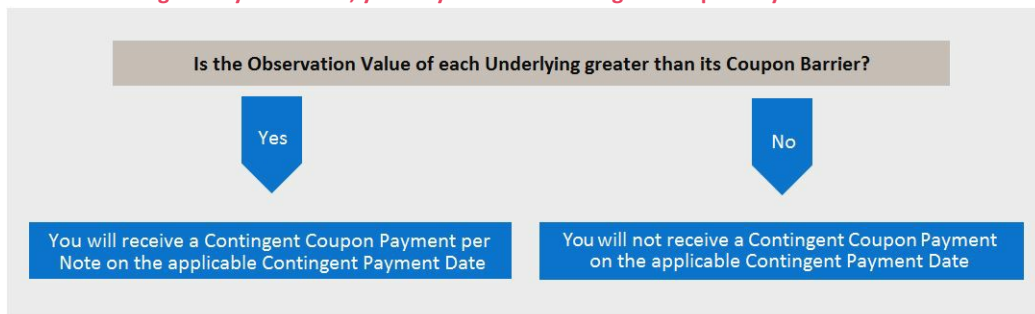 Is the Observation Value of each Underlying greater than its Coupon Barrier?
Yes
No
You will receive a Contingent Coupon Payment per
Note on the applicable Contingent Payment Date
You will not receive a Contingent Coupon Payment
on the applicable Contingent Payment Date